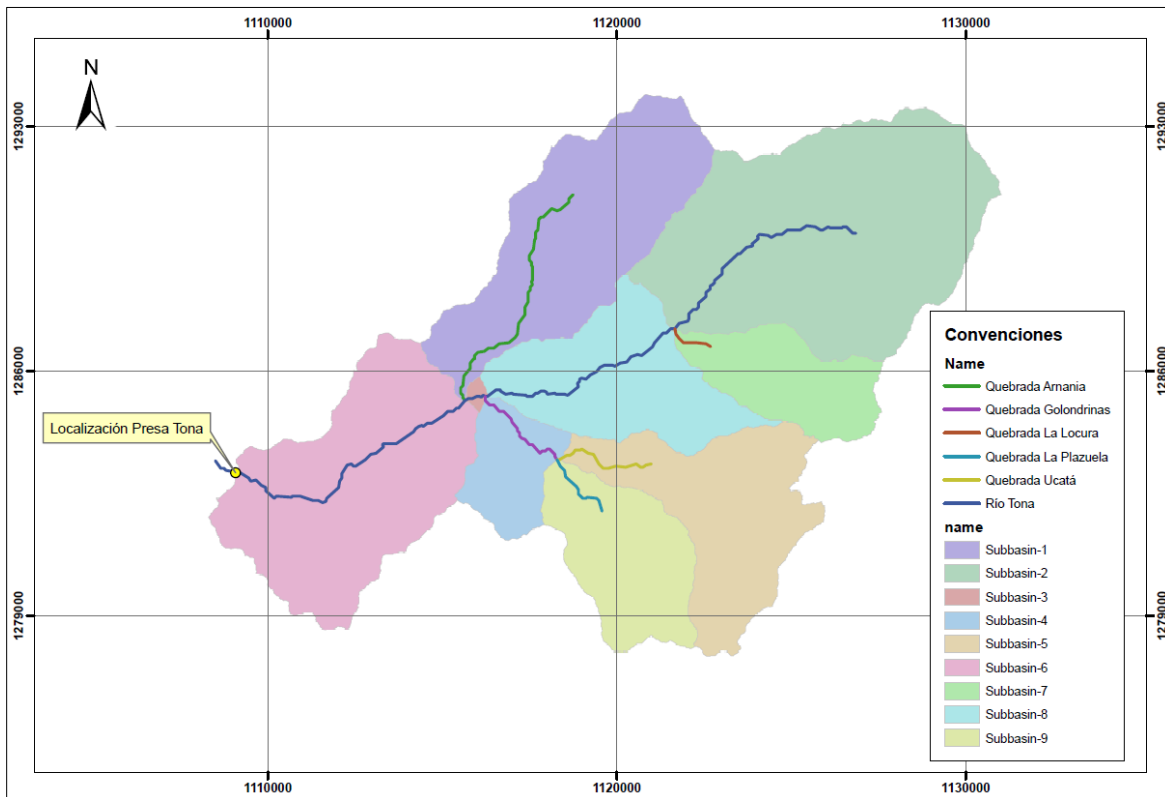 1110000
1120000
1130000
N
1293000
1293000
1286000
1286000
1279000
1279000
Localización Presa Tona
Convenciones
Name
Quebrada Arnania
Quebrada Golondrinas
Quebrada La Locura
Quebrada La Plazuela
Quebrada Ucatá
Río Tona
name
Subbasin-1
Subbasin-2
Subbasin-3
Subbasin-4
Subbasin-5
Subbasin-6
Subbasin-7
Subbasin-8
Subbasin-9
1110000
1120000
1130000